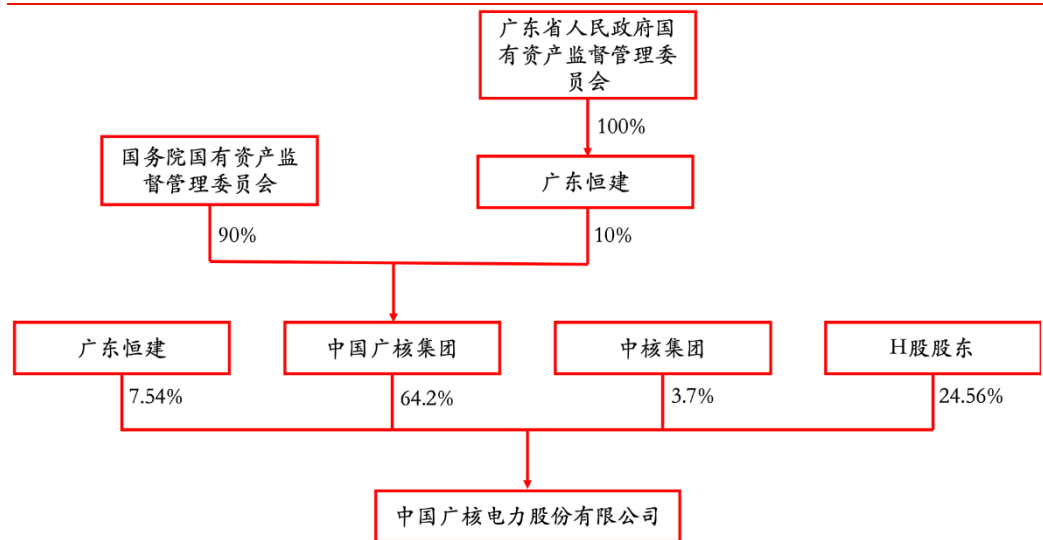 广东省人民政府国
有资产监督管理委
员会
100%
国务院国有资产监
督管理委员会
广东恒建
90%
10%
广东恒建
中国广核集团
中核集团
H股股东
7.54%
64.2%
3.7%
24.56%
中国广核电力股份有限公司